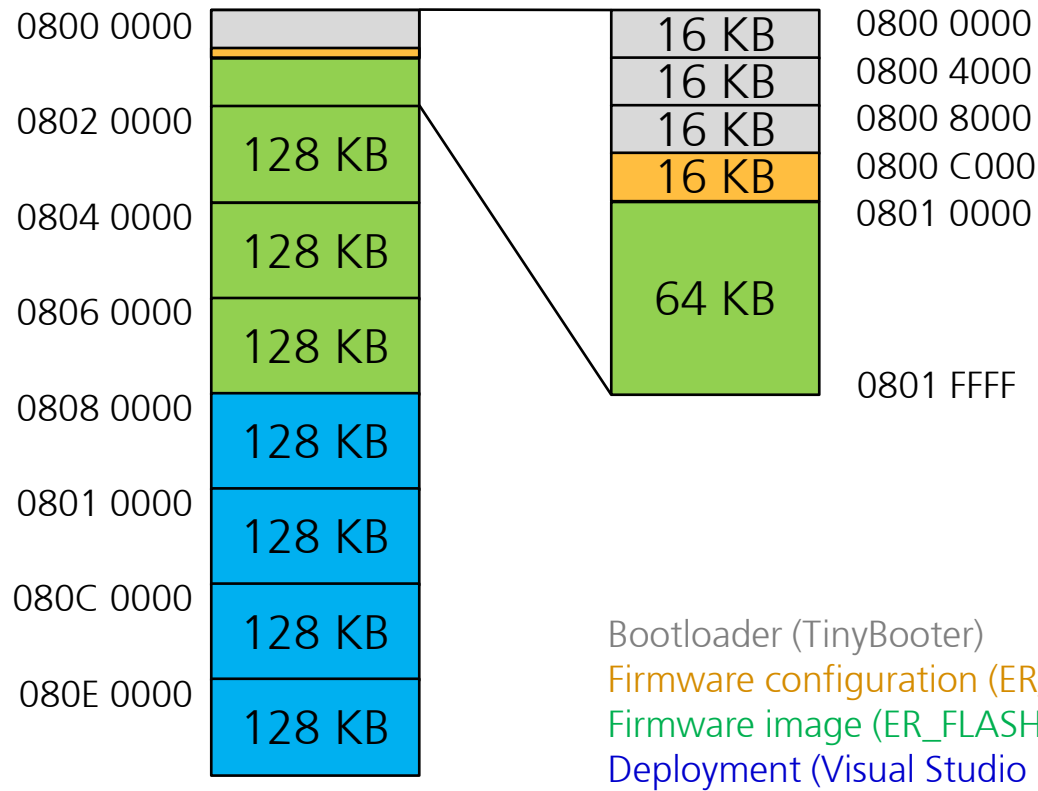 0800 0000
0802 0000
128 KB
0804 0000
128 KB
0806 0000
128 KB
0808 0000
128 KB
0801 0000
128 KB
080C 0000
128 KB
080E 0000
128 KB
16 KB
0800 0000
16 KB
0800 4000
16 KB
0800 8000
16 KB
0800 C000
0801 0000
64 KB
0801 FFFF
Bootloader (TinyBooter)
Firmware configuration (ER
Firmware image (ER_FLASH
Deployment (Visual Studio